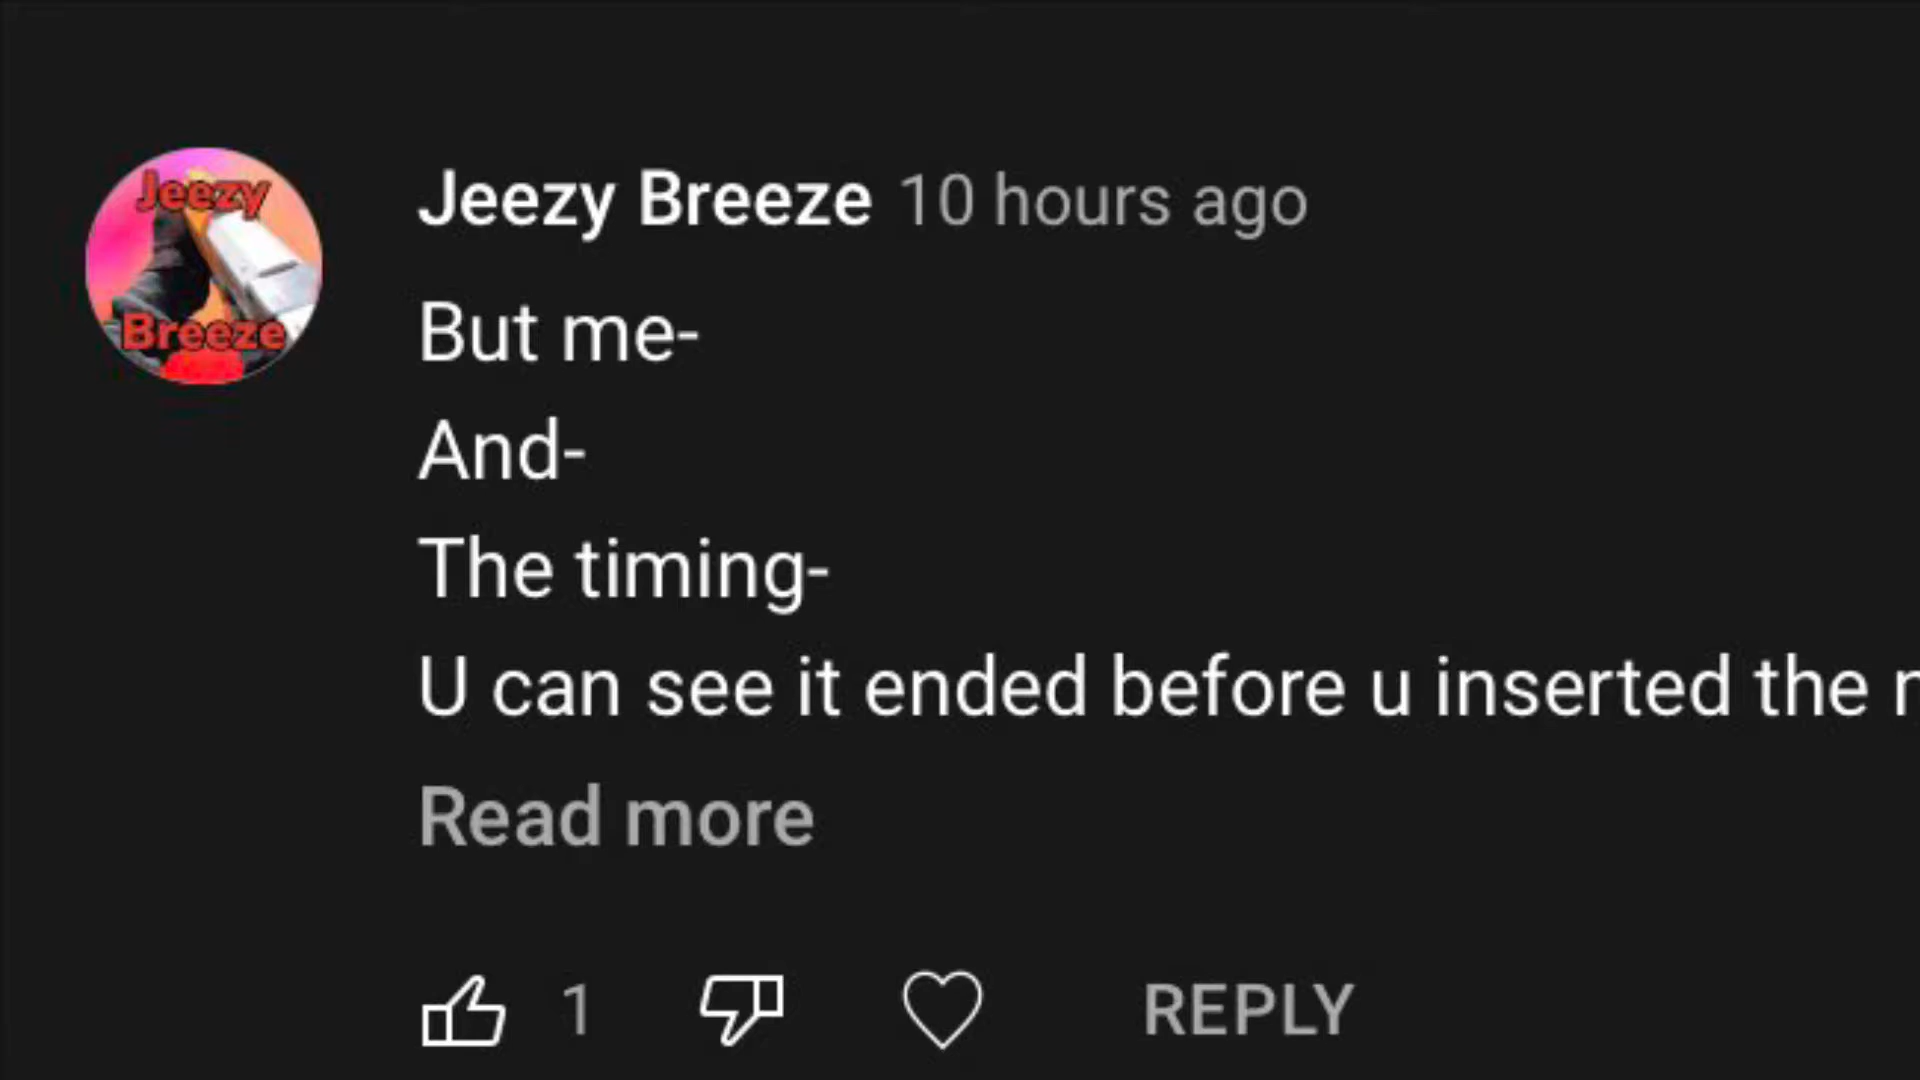 Jeezy
Breeze
Jeezy Breeze 10 hours ago
But me-
And-
The timing-
U can see it ended before u inserted the
Read more
1
REPLY